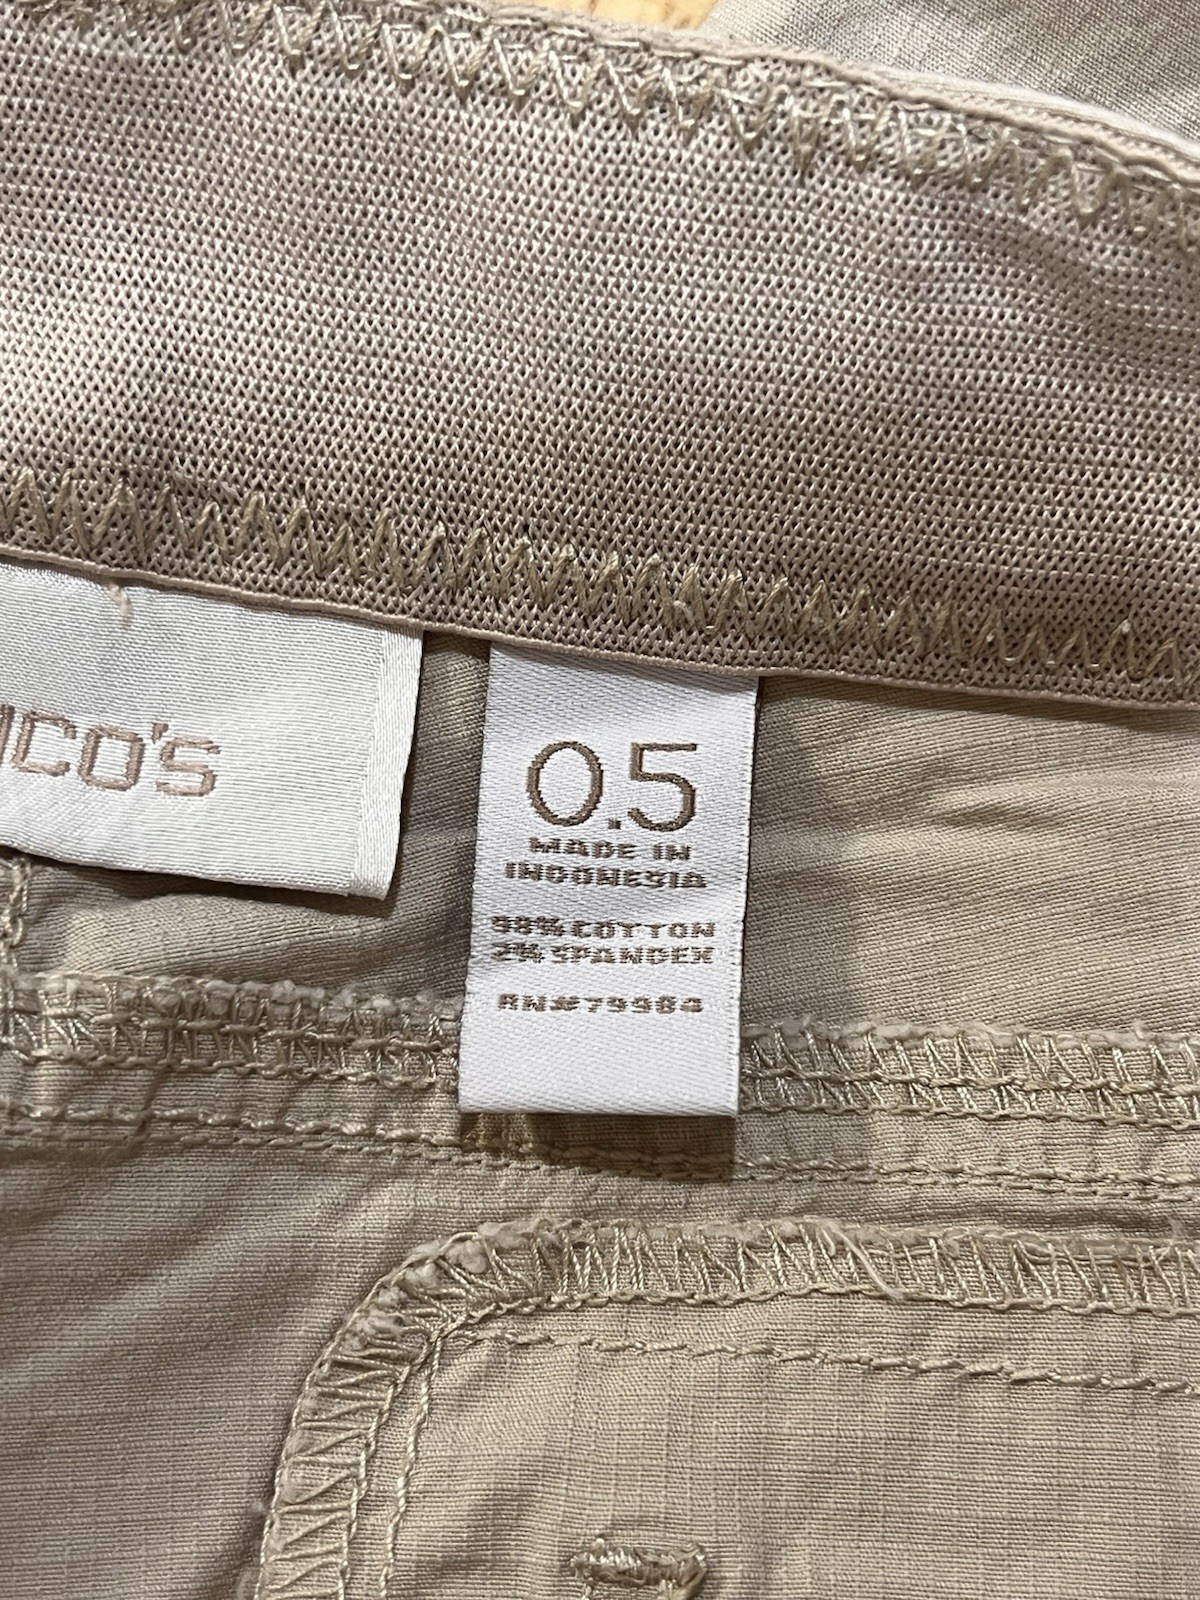 ICO'S
0.5
MADE IN
INDONESIA
98% COTTON
2% SPANDEX
RN#79984